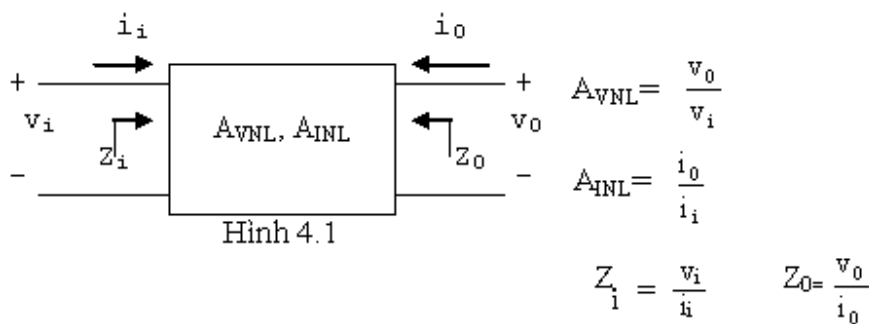 i_i i_0
+ +
v_i A_VNL, A_INL v_0
Z_i Z_0
− −
Hình 4.1
A_VNL = v_0 / v_i
A_INL = i_0 / i_i
Z_i = v_i / i_i Z_0 = v_0 / i_0